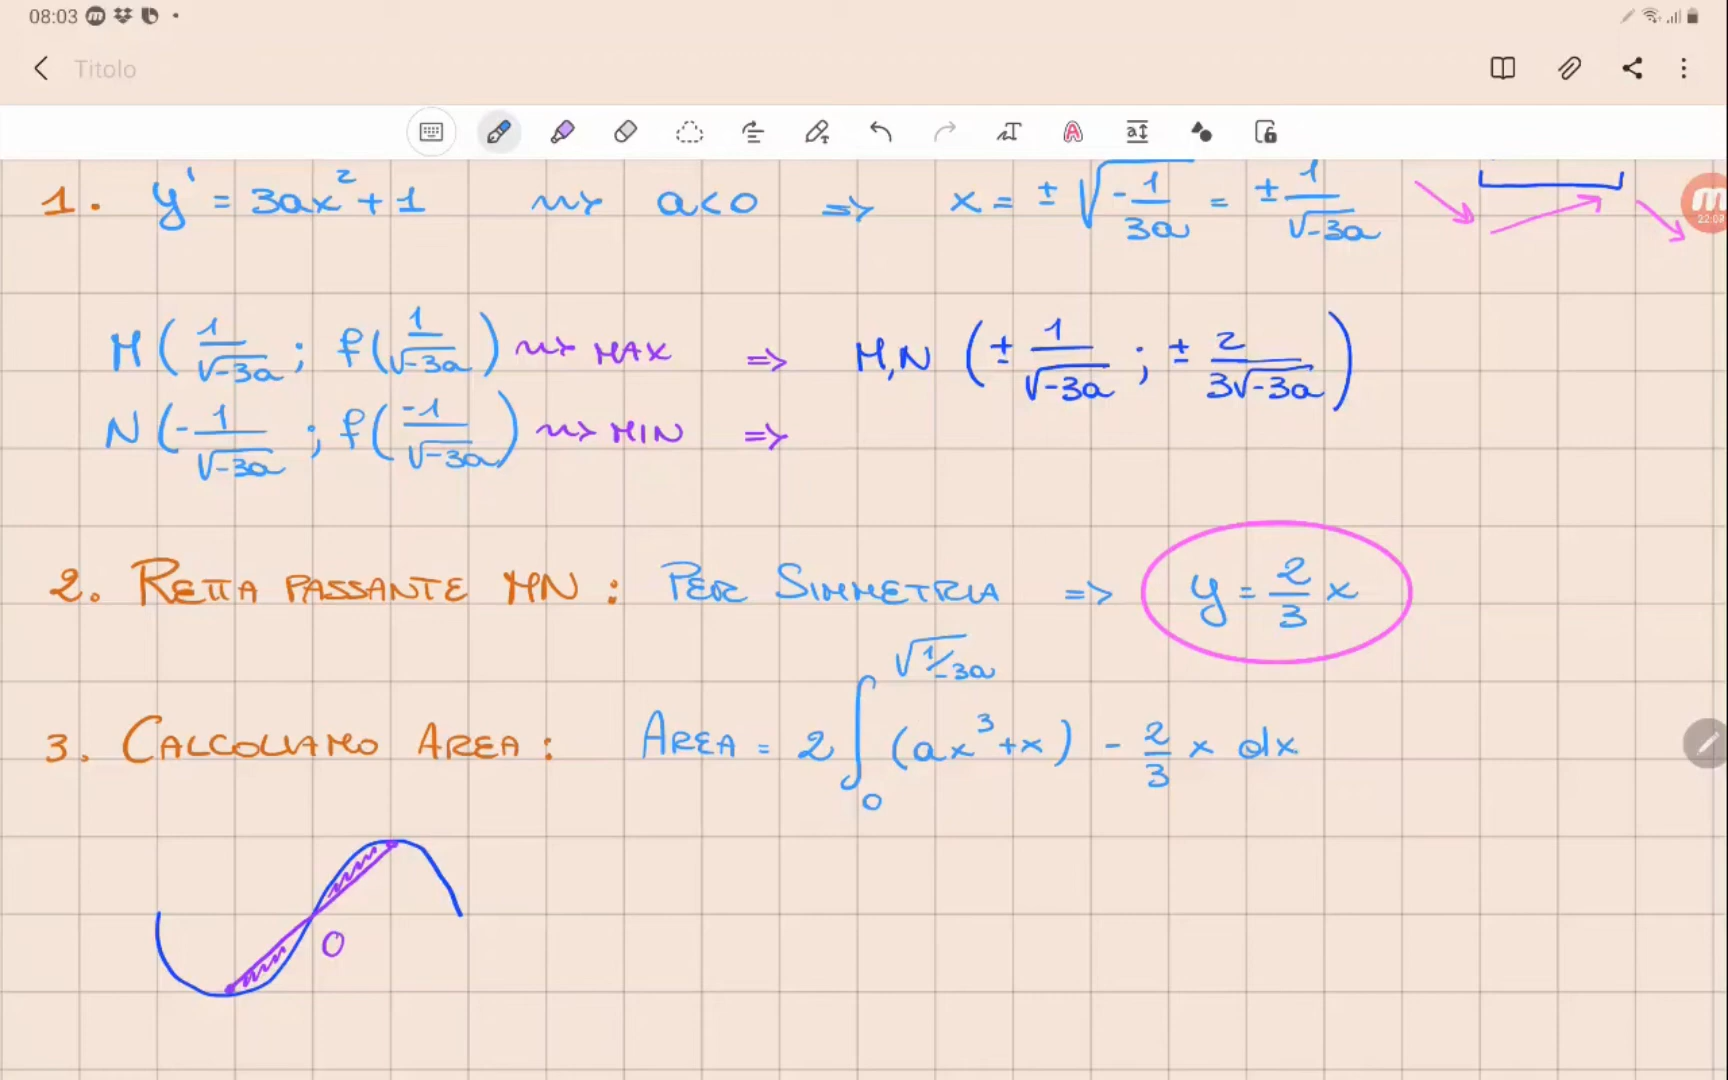 08:03
Titolo
1. y' = 3ax² + 1 ⇝ a<0 ⇒ x = ± √(-1/3a) = ± 1/√-3a
22:08
M (1/√-3a ; f(1/√-3a) ⇝ MAX ⇒ M,N (± 1/√-3a ; ± 2/3√-3a)
N (-1/√-3a ; f(-1/√-3a) ⇝ MIN ⇒
2. RETTA PASSANTE MN : PER SIMMETRIA ⇒ y = 2/3 x
3. CALCOLIAMO AREA : AREA = 2 ∫₀^√(1/-3a) (ax³+x) - 2/3 x dx
O